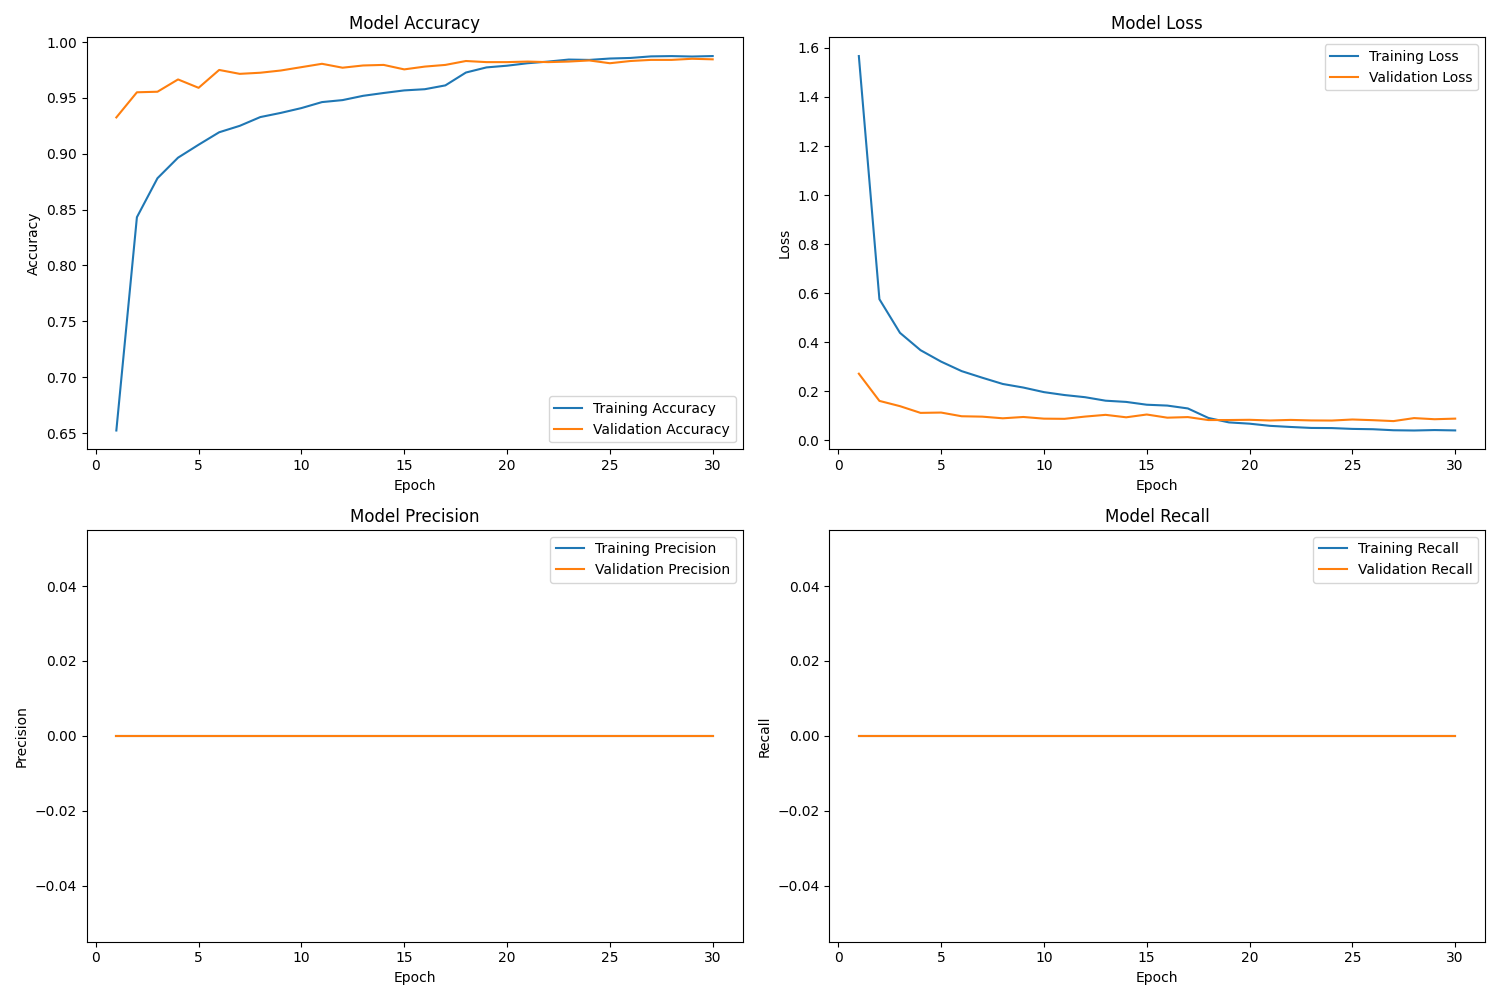 Model Accuracy
1.00
0.95
0.90
0.85
0.80
0.75
0.70
0.65
Accuracy
Training Accuracy
Validation Accuracy
0 5 10 15 20 25 30
Epoch
Model Loss
1.6
1.4
1.2
1.0
0.8
0.6
0.4
0.2
0.0
Loss
Training Loss
Validation Loss
0 5 10 15 20 25 30
Epoch
Model Precision
0.04
0.02
0.00
−0.02
−0.04
Precision
Training Precision
Validation Precision
0 5 10 15 20 25 30
Epoch
Model Recall
0.04
0.02
0.00
−0.02
−0.04
Recall
Training Recall
Validation Recall
0 5 10 15 20 25 30
Epoch